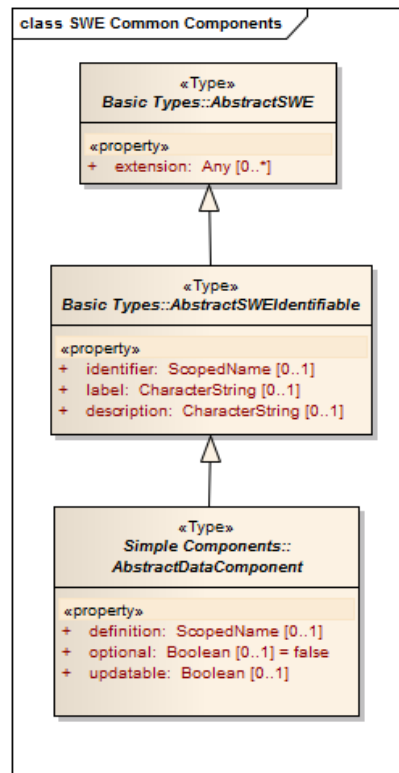 class SWE Common Components
«Type»
Basic Types::AbstractSWE
«property»
+ extension: Any [0..*]
«Type»
Basic Types::AbstractSWEIdentifiable
«property»
+ identifier: ScopedName [0..1]
+ label: CharacterString [0..1]
+ description: CharacterString [0..1]
«Type»
Simple Components::
AbstractDataComponent
«property»
+ definition: ScopedName [0..1]
+ optional: Boolean [0..1] = false
+ updatable: Boolean [0..1]